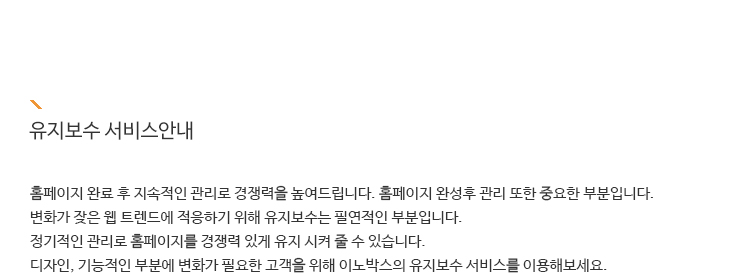 유지보수 서비스안내
홈페이지 완료 후 지속적인 관리로 경쟁력을 높여드립니다. 홈페이지 완성후 관리 또한 중요한 부분입니다.
변화가 잦은 웹 트렌드에 적응하기 위해 유지보수는 필연적인 부분입니다.
정기적인 관리로 홈페이지를 경쟁력 있게 유지 시켜 줄 수 있습니다.
디자인, 기능적인 부분에 변화가 필요한 고객을 위해 이노박스의 유지보수 서비스를 이용해보세요.